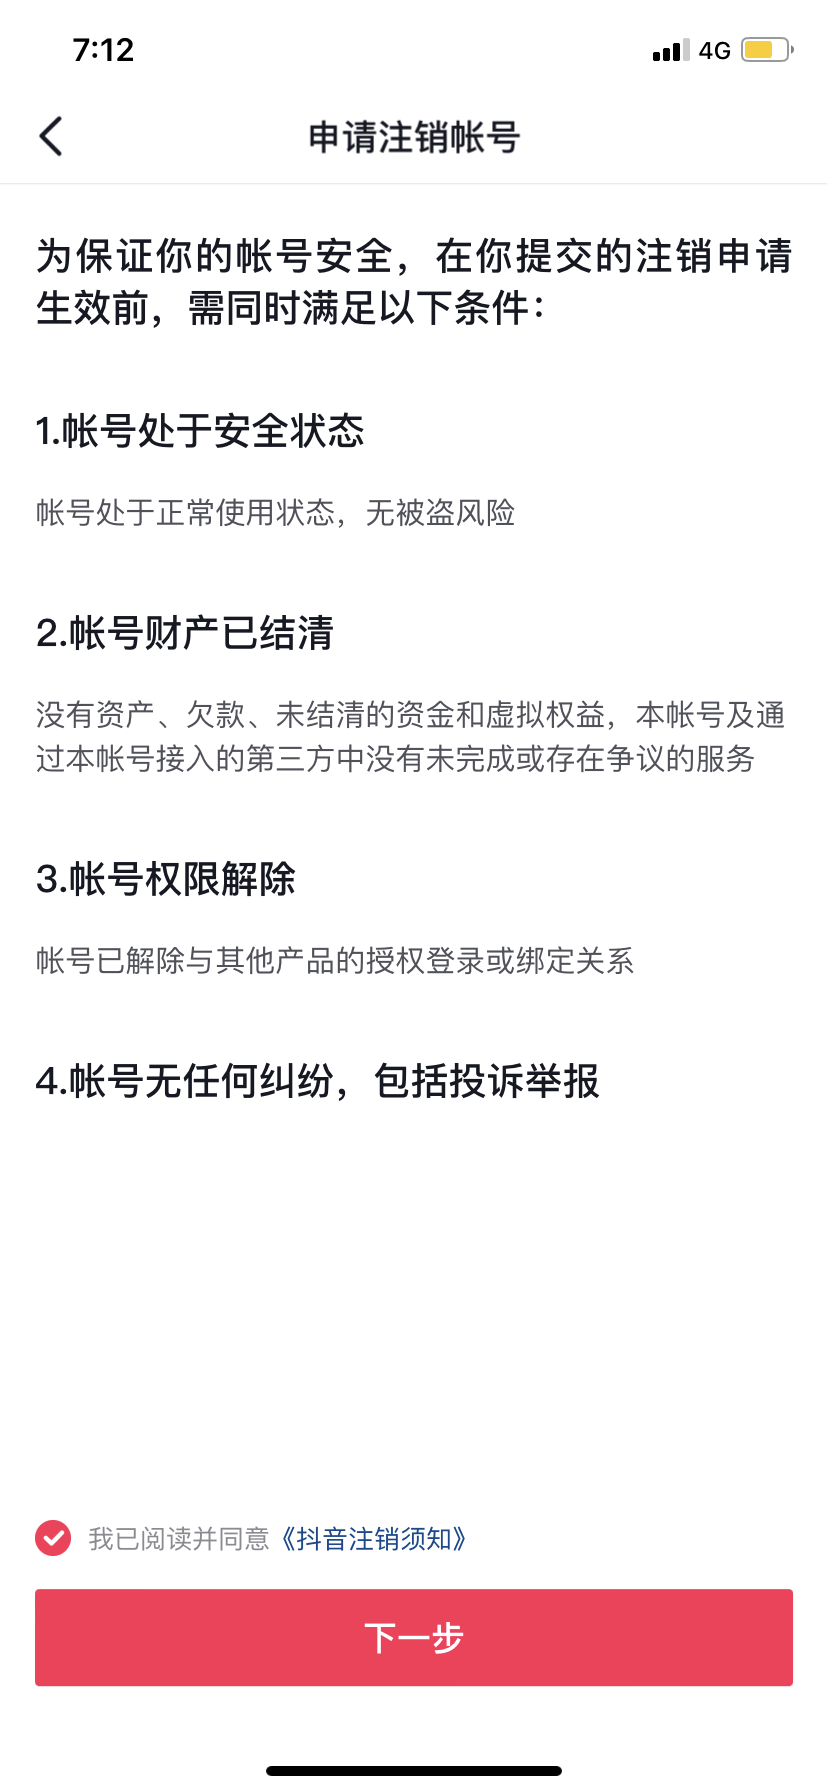 7:12
4G
申请注销帐号
为保证你的帐号安全，在你提交的注销申请
生效前，需同时满足以下条件：
1.帐号处于安全状态
帐号处于正常使用状态，无被盗风险
2.帐号财产已结清
没有资产、欠款、未结清的资金和虚拟权益，本帐号及通
过本帐号接入的第三方中没有未完成或存在争议的服务
3.帐号权限解除
帐号已解除与其他产品的授权登录或绑定关系
4.帐号无任何纠纷，包括投诉举报
我已阅读并同意《抖音注销须知》
下一步